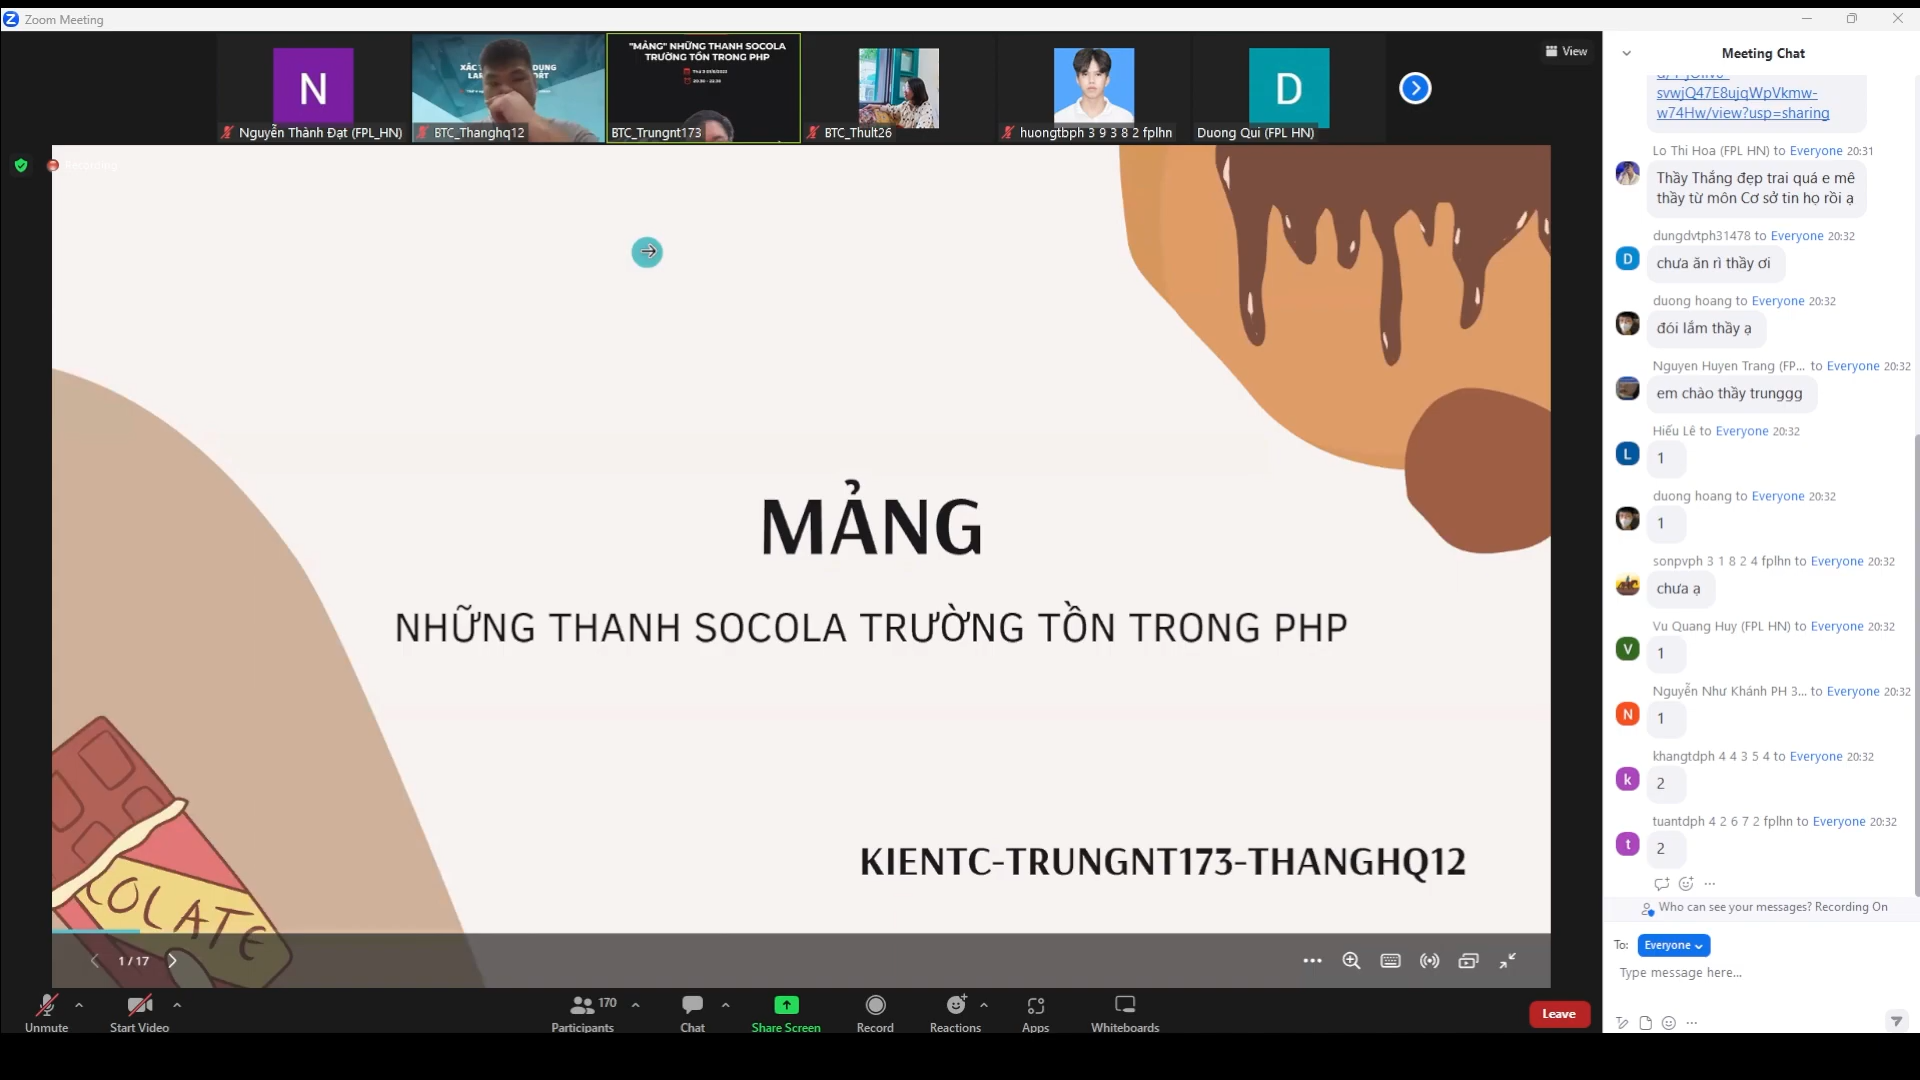 Zoom Meeting
N
Nguyễn Thành Đạt (FPL_HN)
BTC_Thanghq12
"MẢNG" NHỮNG THANH SOCOLA
TRƯỜNG TỒN TRONG PHP
BTC_Trungnt173
BTC_Thult26
huongtbph 3 9 3 8 2 fplhn
D
Duong Qui (FPL HN)
View
Recording
MẢNG
NHỮNG THANH SOCOLA TRƯỜNG TỒN TRONG PHP
KIENTC-TRUNGNT173-THANGHQ12
COLATE
1 / 17
Unmute
Start Video
170
Participants
Chat
Share Screen
Record
Reactions
Apps
Whiteboards
Leave
Meeting Chat
svwjQ47E8ujqWpVkmw-
w74Hw/view?usp=sharing
Lo Thi Hoa (FPL HN) to Everyone 20:31
Thầy Thắng đẹp trai quá e mê
thầy từ môn Cơ sở tin họ rồi ạ
dungdvtph31478 to Everyone 20:32
D
chưa ăn rì thầy ơi
duong hoang to Everyone 20:32
đói lắm thầy ạ
Nguyen Huyen Trang (FP... to Everyone 20:32
em chào thầy trunggg
Hiếu Lê to Everyone 20:32
L
1
duong hoang to Everyone 20:32
1
sonpvph 3 1 8 2 4 fplhn to Everyone 20:32
chưa ạ
Vu Quang Huy (FPL HN) to Everyone 20:32
V
1
Nguyễn Như Khánh PH 3... to Everyone 20:32
N
1
khangtdph 4 4 3 5 4 to Everyone 20:32
k
2
tuantdph 4 2 6 7 2 fplhn to Everyone 20:32
t
2
Who can see your messages? Recording On
To: Everyone
Type message here...